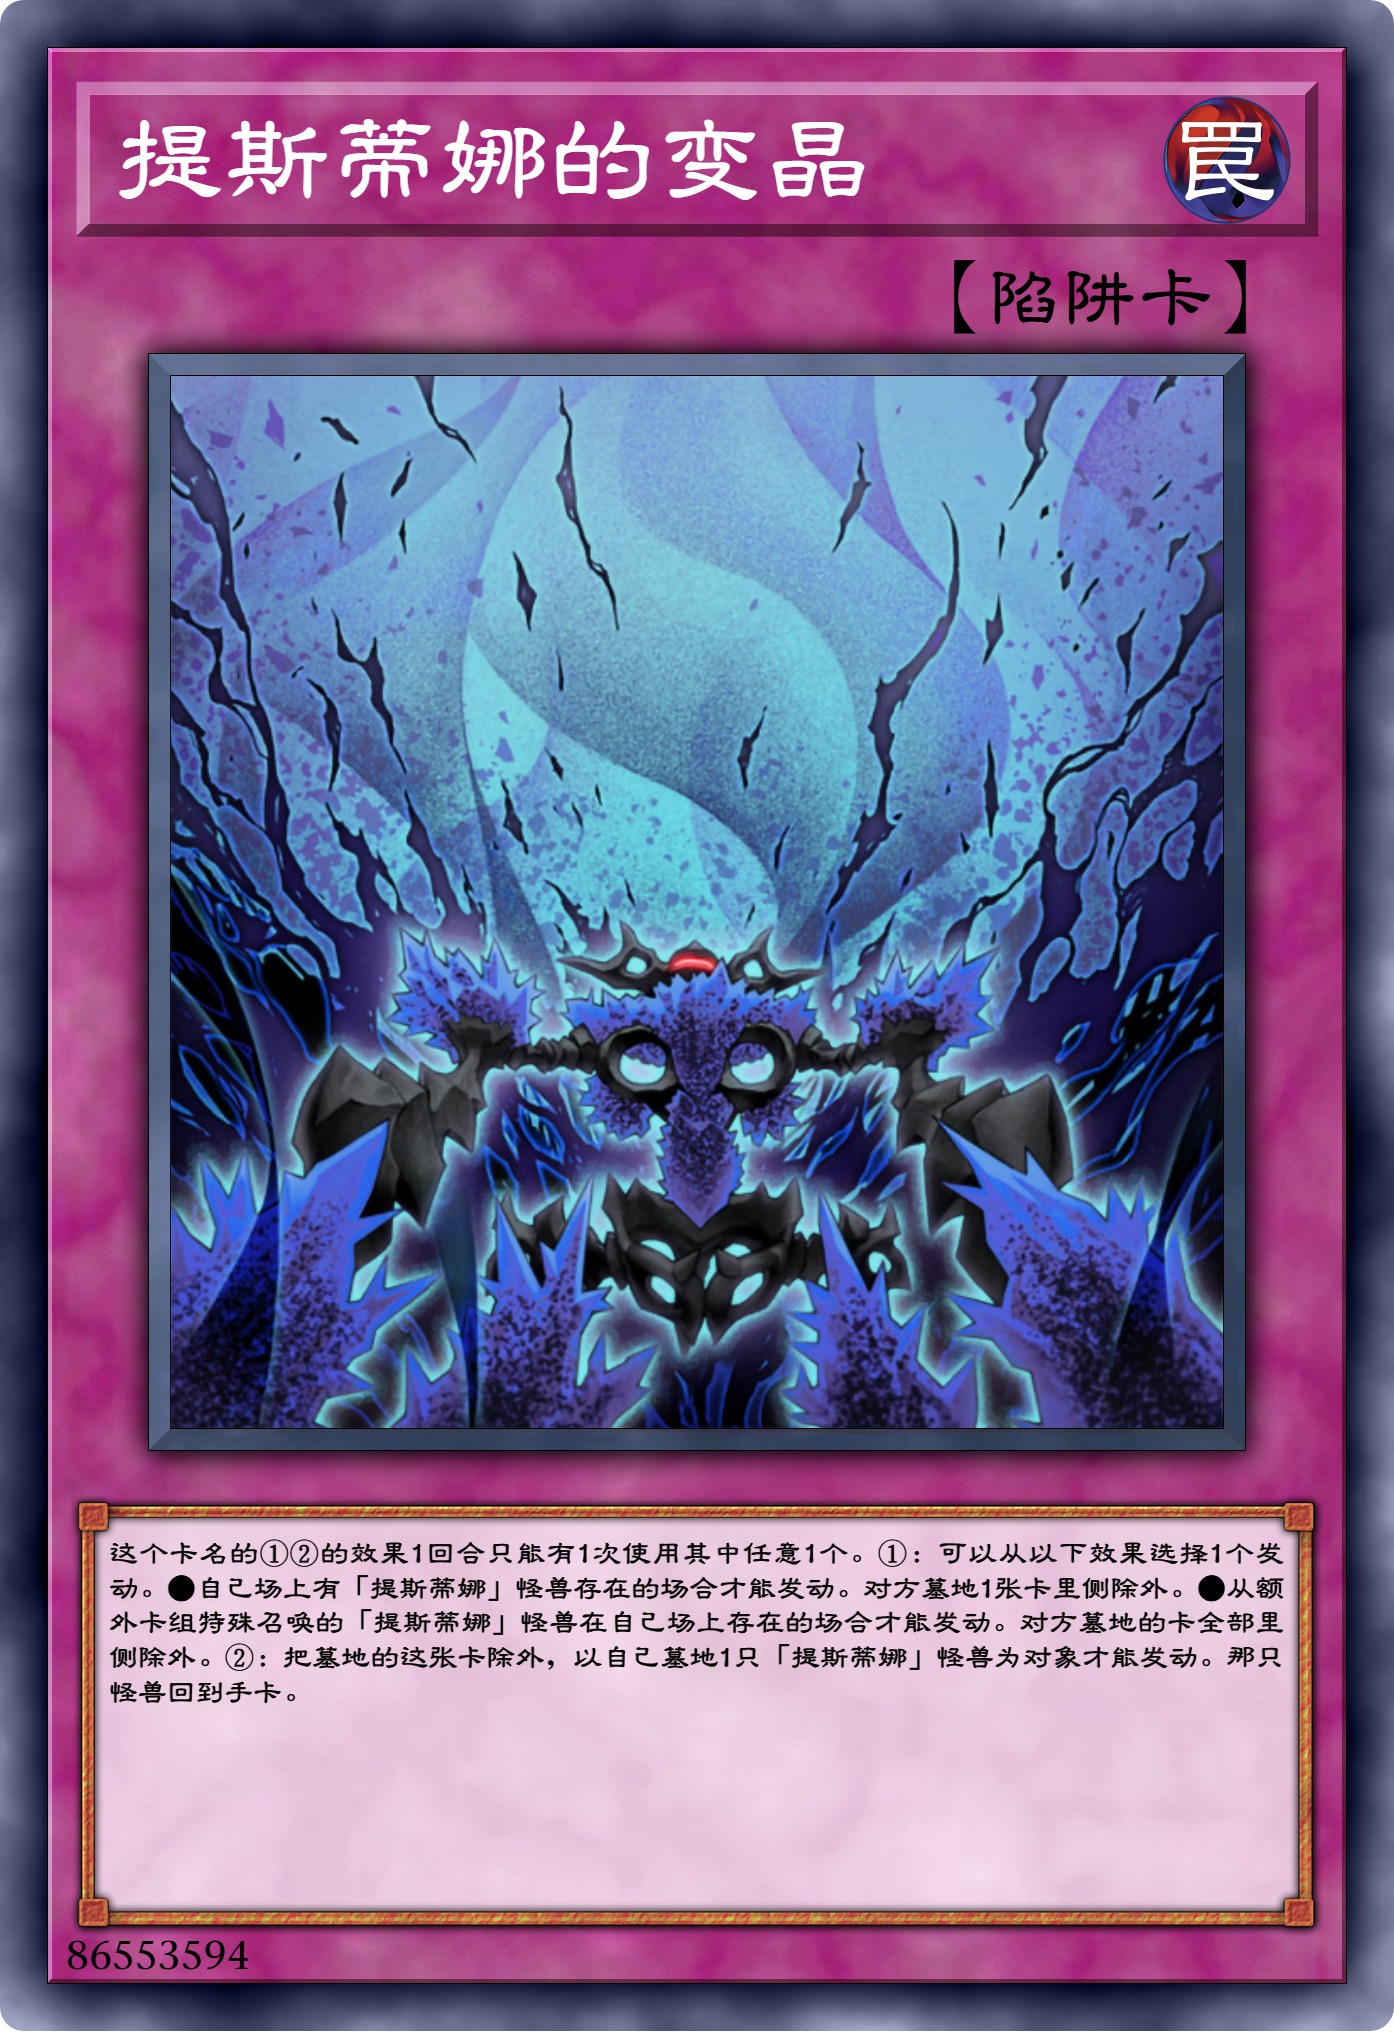 提斯蒂娜的变晶
罠
【陷阱卡】
这个卡名的①②的效果1回合只能有1次使用其中任意1个。①：可以从以下效果选择1个发
动。●自己场上有「提斯蒂娜」怪兽存在的场合才能发动。对方墓地1张卡里侧除外。●从额
外卡组特殊召唤的「提斯蒂娜」怪兽在自己场上存在的场合才能发动。对方墓地的卡全部里
侧除外。②：把墓地的这张卡除外，以自己墓地1只「提斯蒂娜」怪兽为对象才能发动。那只
怪兽回到手卡。
86553594